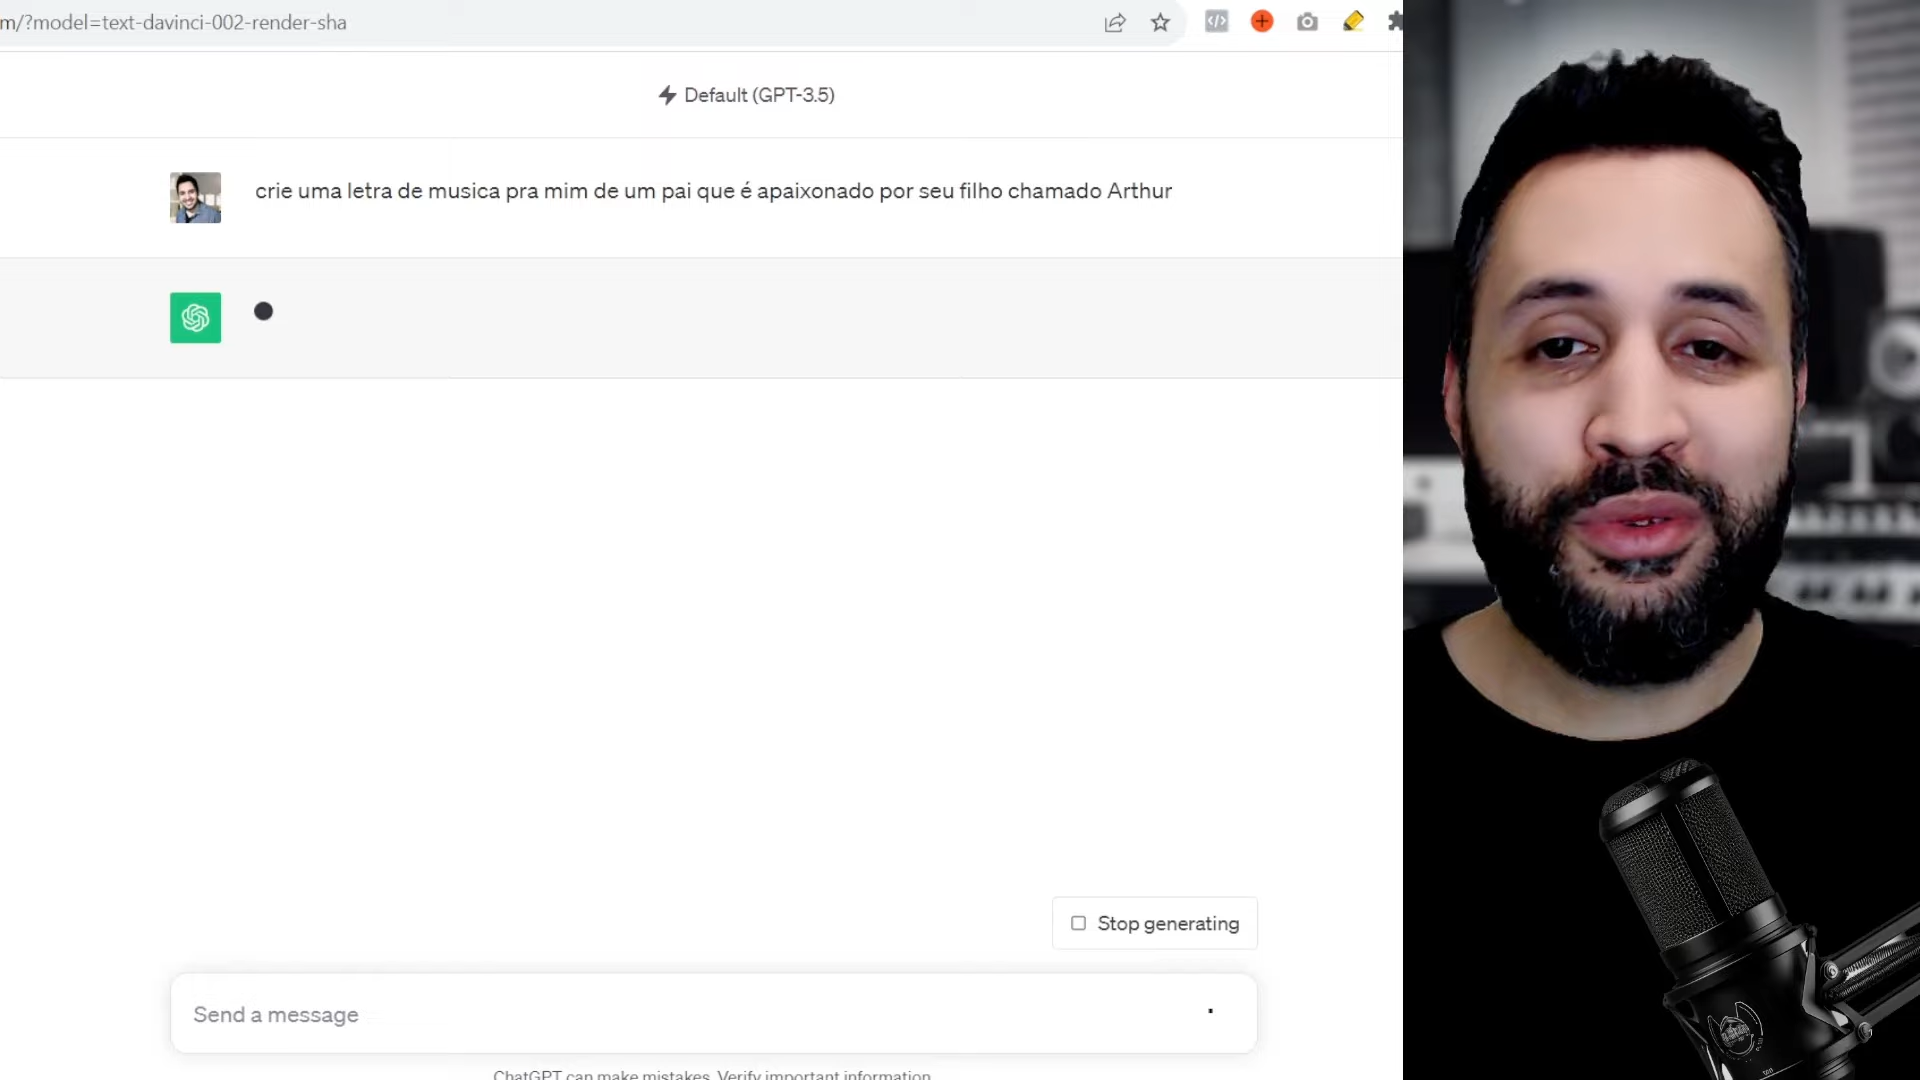 m/?model=text-davinci-002-render-sha
Default (GPT-3.5)
crie uma letra de musica pra mim de um pai que é apaixonado por seu filho chamado Arthur
Stop generating
Send a message
ChatGPT can make mistakes. Verify important information.